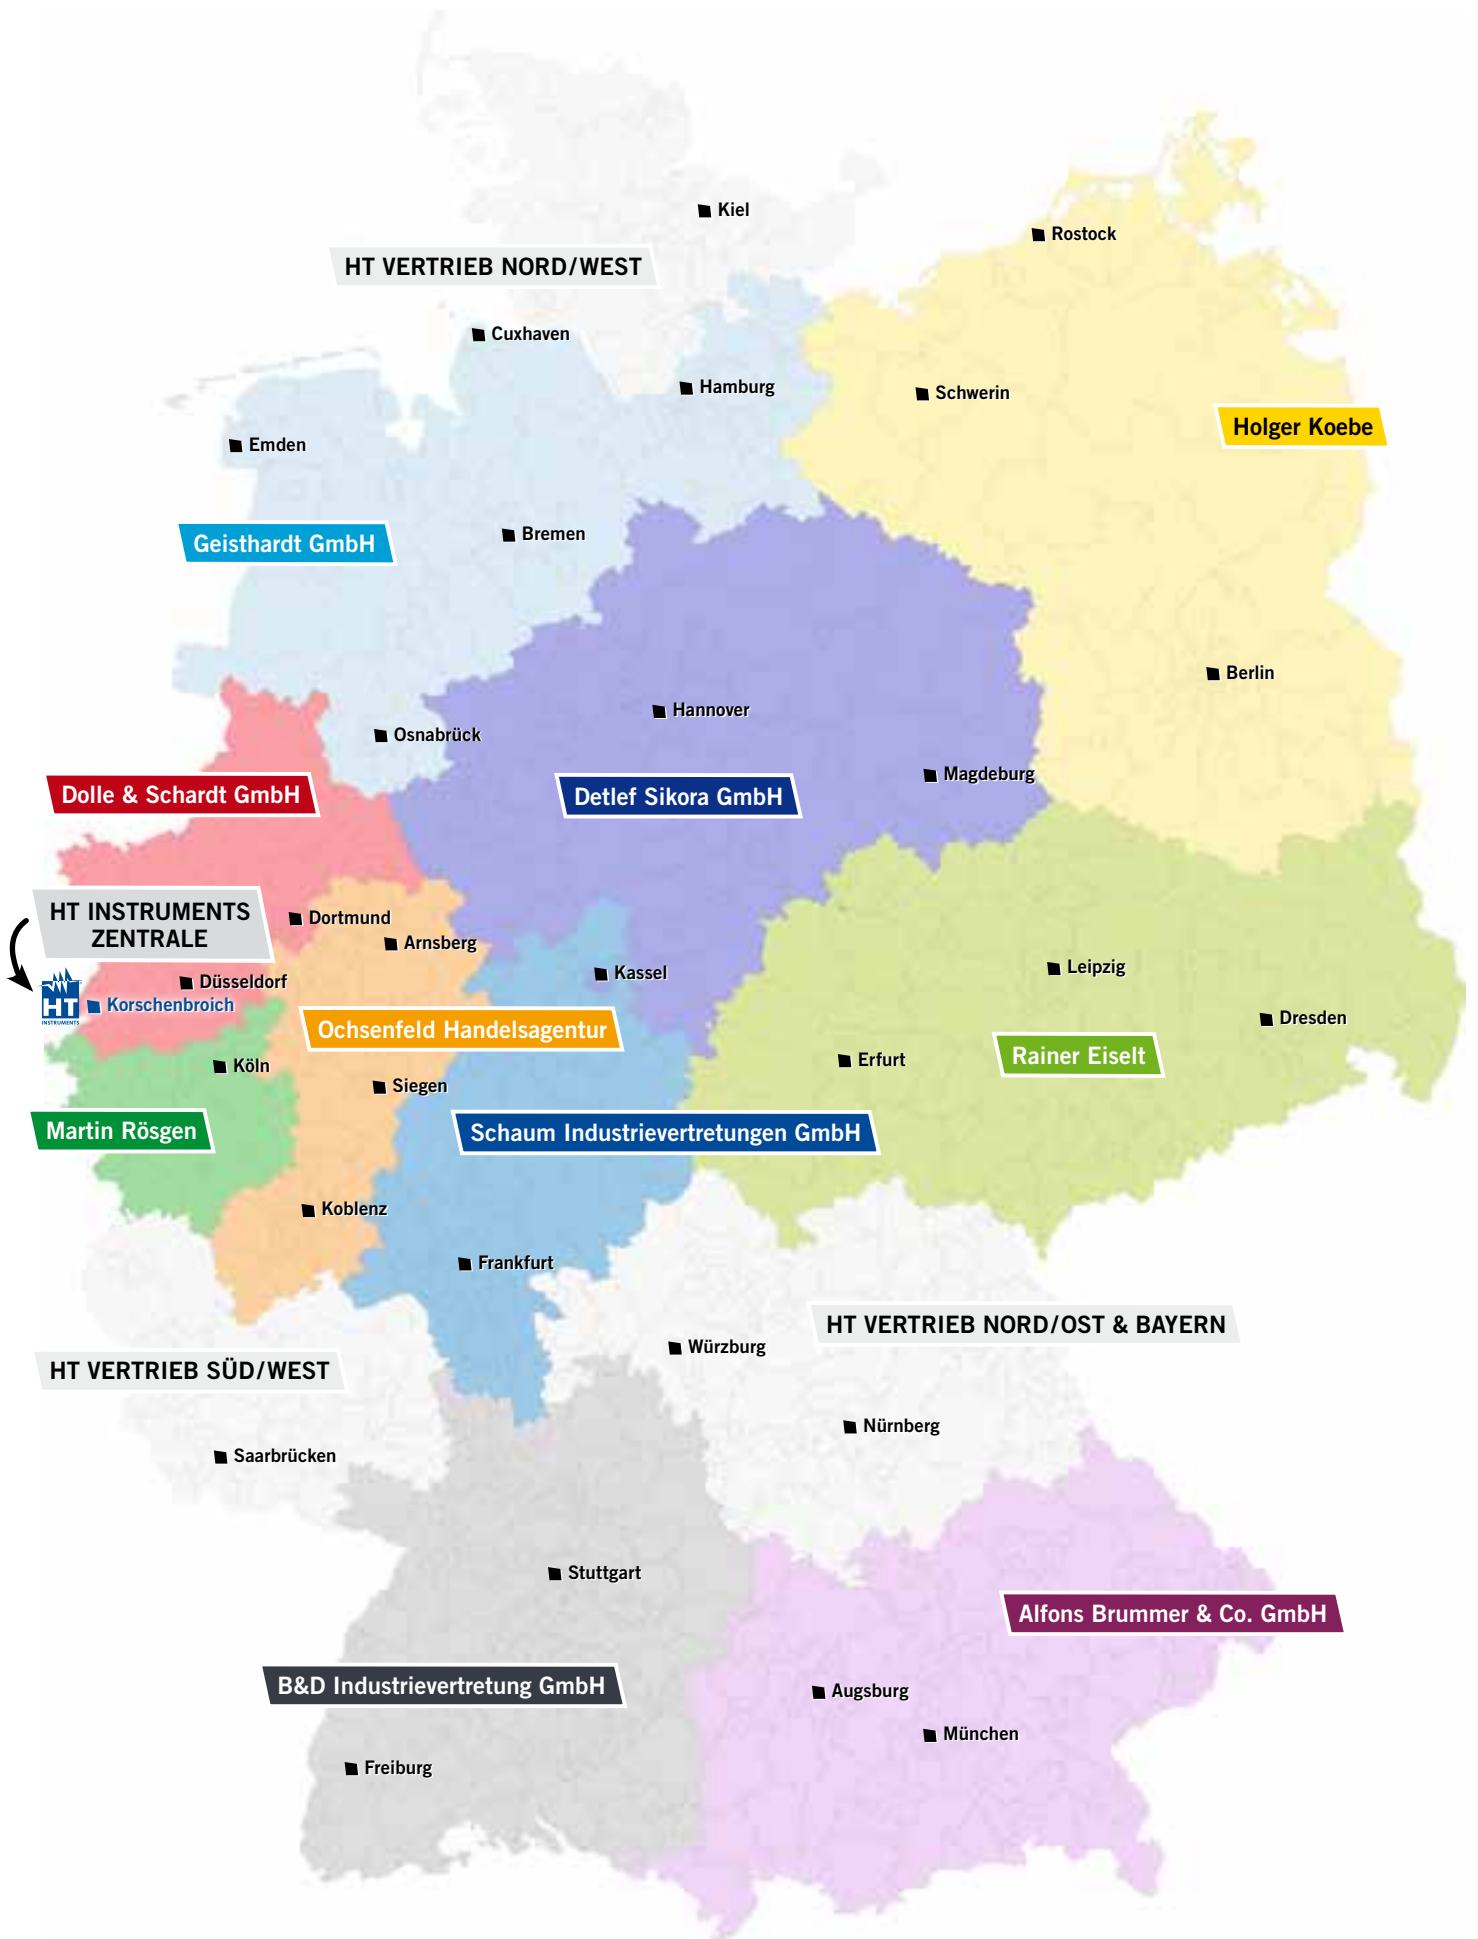 Kiel
Rostock
HT VERTRIEB NORD/WEST
Cuxhaven
Hamburg
Schwerin
Holger Koebe
Emden
Bremen
Geisthardt GmbH
Berlin
Hannover
Osnabrück
Magdeburg
Dolle & Schardt GmbH
Detlef Sikora GmbH
HT INSTRUMENTS
ZENTRALE
Dortmund
Arnsberg
Kassel
Leipzig
Düsseldorf
HT
INSTRUMENTS
Korschenbroich
Dresden
Ochsenfeld Handelsagentur
Rainer Eiselt
Erfurt
Köln
Siegen
Martin Rösgen
Schaum Industrievertretungen GmbH
Koblenz
Frankfurt
HT VERTRIEB NORD/OST & BAYERN
Würzburg
HT VERTRIEB SÜD/WEST
Nürnberg
Saarbrücken
Stuttgart
Alfons Brummer & Co. GmbH
B&D Industrievertretung GmbH
Augsburg
München
Freiburg